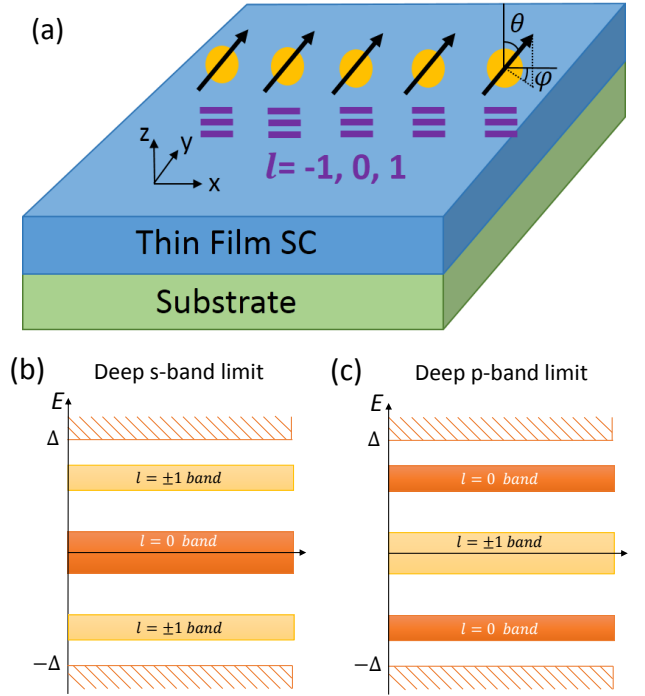 (a)
θ
φ
z
y
x
l= -1, 0, 1
Thin Film SC
Substrate
(b) Deep s-band limit
E
Δ
l = ±1 band
l = 0 band
l = ±1 band
−Δ
(c) Deep p-band limit
E
Δ
l = 0 band
l = ±1 band
l = 0 band
−Δ